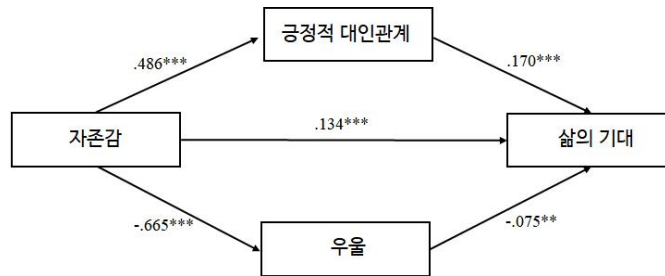 긍정적 대인관계
.486***
.170***
자존감
.134***
삶의 기대
-.665***
-.075**
우울